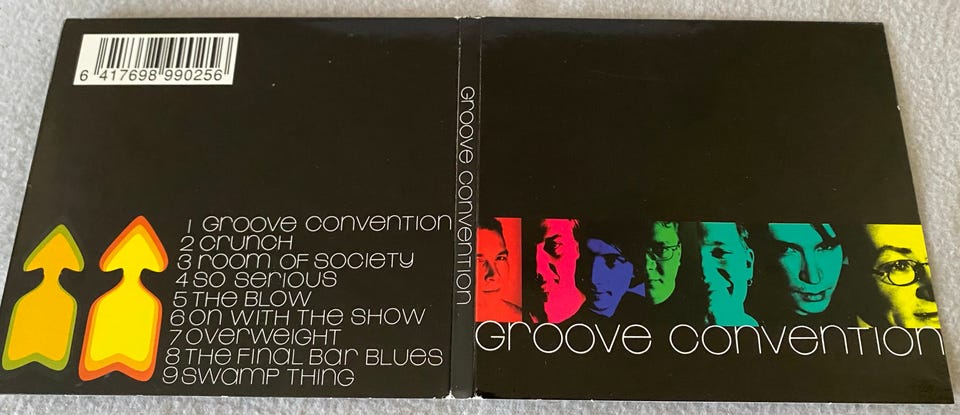 6 417698 990256
1 GROOVE CONVENTION
2 CRUNCH
3 ROOM OF SOCIETY
4 SO SERIOUS
5 THE BLOW
6 ON WITH THE SHOW
7 OVERWEIGHT
8 THE FINAL BAR BLUES
9 SWAMP THING
GROOVE CONVENTION
GROOVE CONVENTION